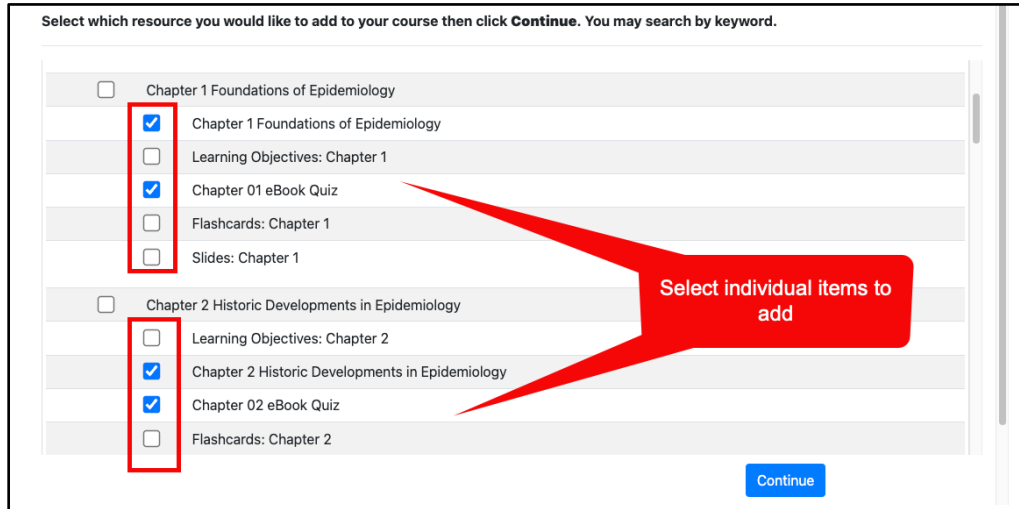 Select which resource you would like to add to your course then click Continue. You may search by keyword.
Chapter 1 Foundations of Epidemiology
Chapter 1 Foundations of Epidemiology
Learning Objectives: Chapter 1
Chapter 01 eBook Quiz
Flashcards: Chapter 1
Slides: Chapter 1
Select individual items to
add
Chapter 2 Historic Developments in Epidemiology
Learning Objectives: Chapter 2
Chapter 2 Historic Developments in Epidemiology
Chapter 02 eBook Quiz
Flashcards: Chapter 2
Continue